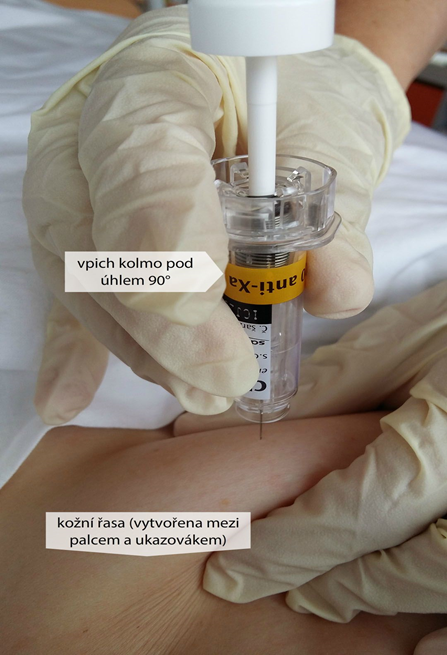 vpich kolmo pod
úhlem 90°
anti-Xa
kožní řasa (vytvořena mezi
palcem a ukazovákem)